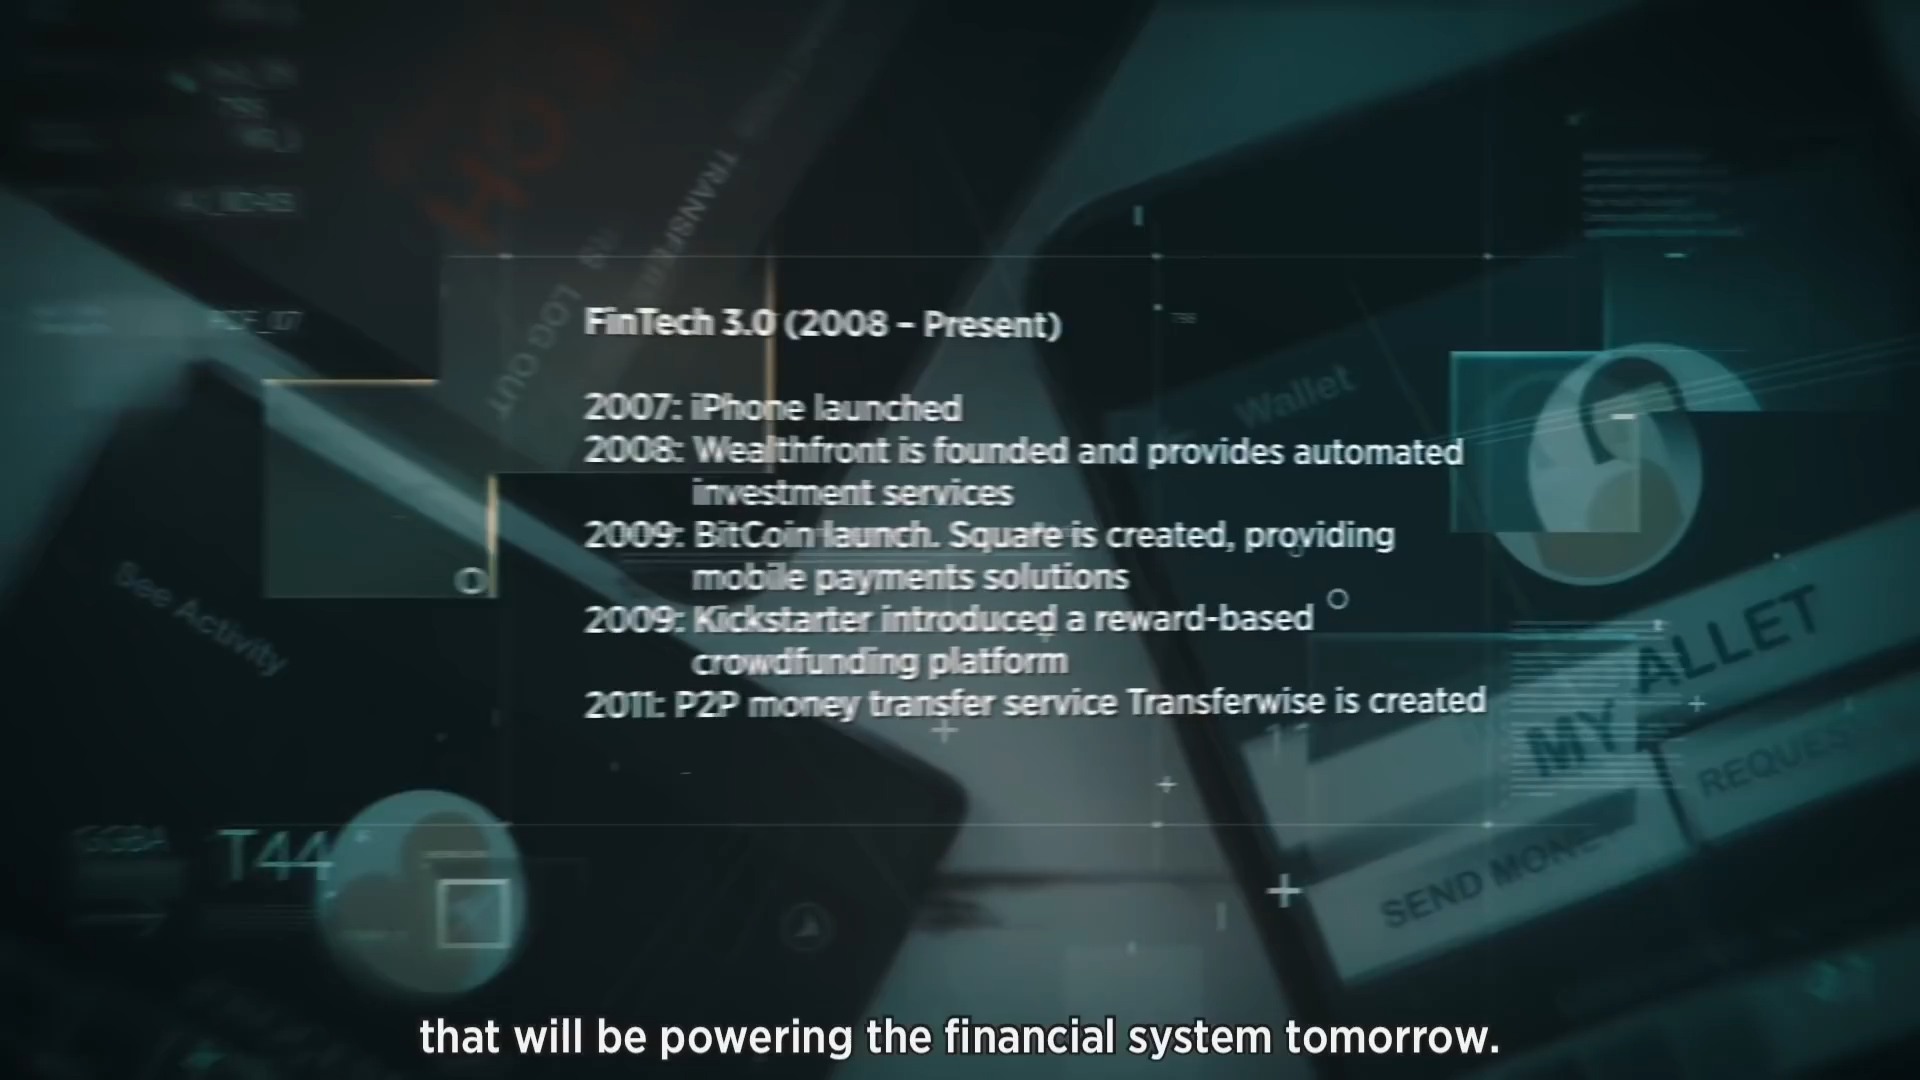 FinTech 3.0 (2008 – Present)
2007: iPhone launched
2008: Wealthfront is founded and provides automated
investment services
2009: BitCoin launch. Square is created, providing
mobile payments solutions
2009: Kickstarter introduced a reward-based
crowdfunding platform
2011: P2P money transfer service Transferwise is created
TRANSFER
LOG OUT
Wallet
See Activity
MY WALLET
SEND MONEY
T44
that will be powering the financial system tomorrow.